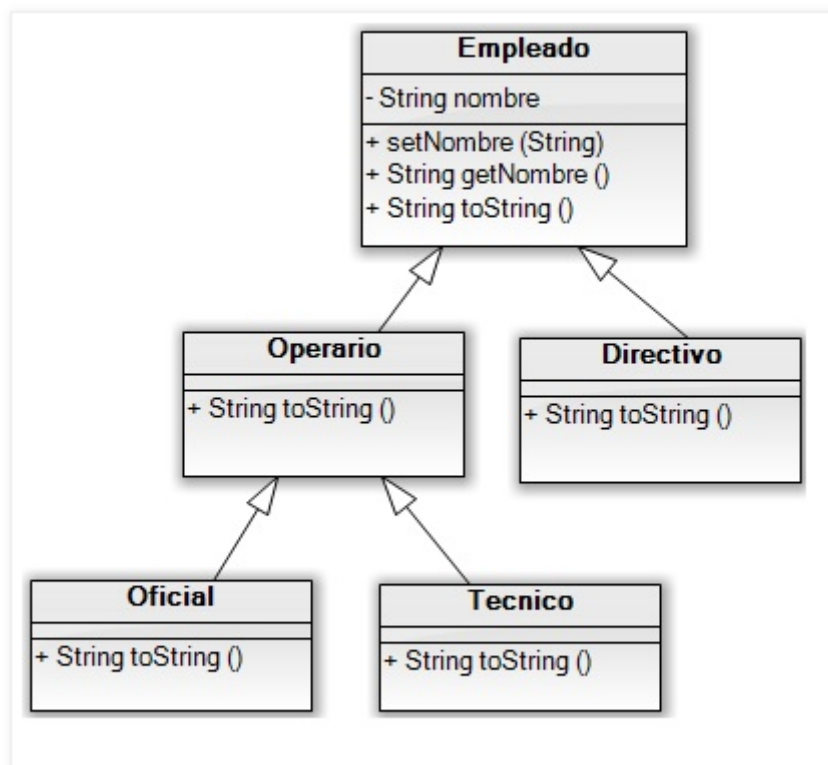 Empleado
- String nombre
+ setNombre (String)
+ String getNombre ()
+ String toString ()
Operario
+ String toString ()
Directivo
+ String toString ()
Oficial
+ String toString ()
Tecnico
+ String toString ()